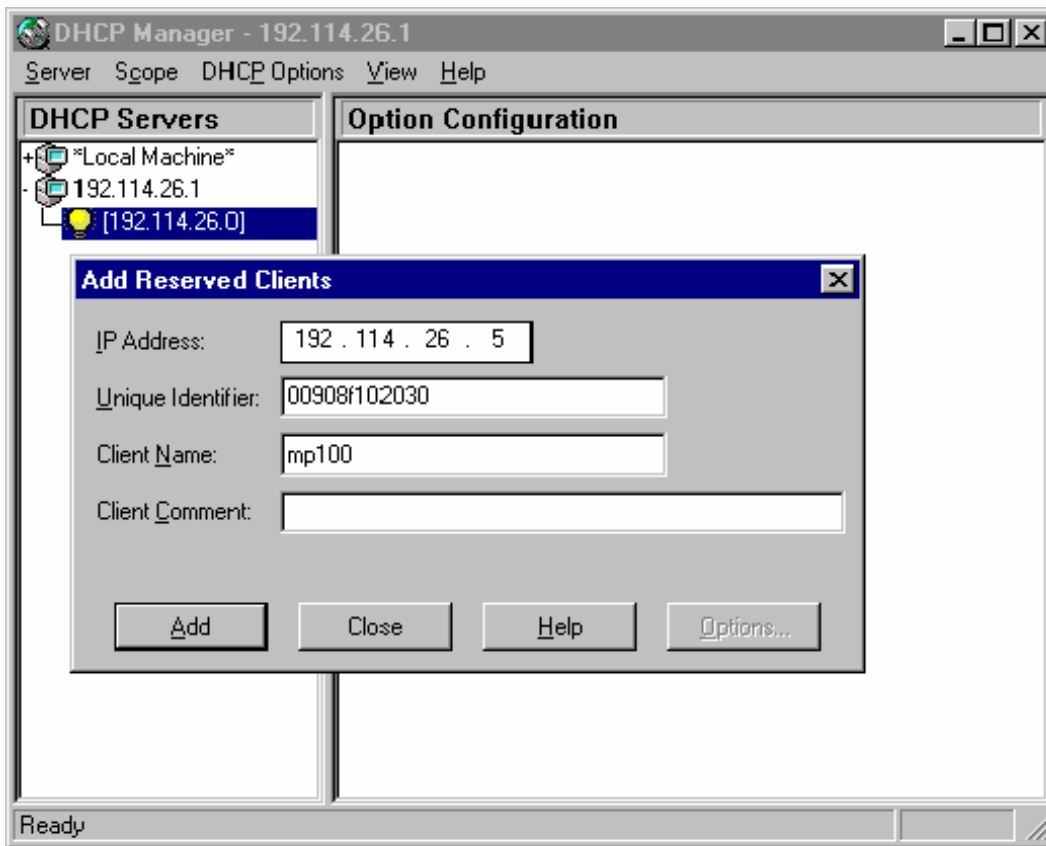 DHCP Manager - 192.114.26.1
Server Scope DHCP Options View Help
DHCP Servers
Option Configuration
*Local Machine*
192.114.26.1
[192.114.26.0]
Add Reserved Clients
IP Address: 192 . 114 . 26 . 5
Unique Identifier: 00908f102030
Client Name: mp100
Client Comment:
Add Close Help Options...
Ready